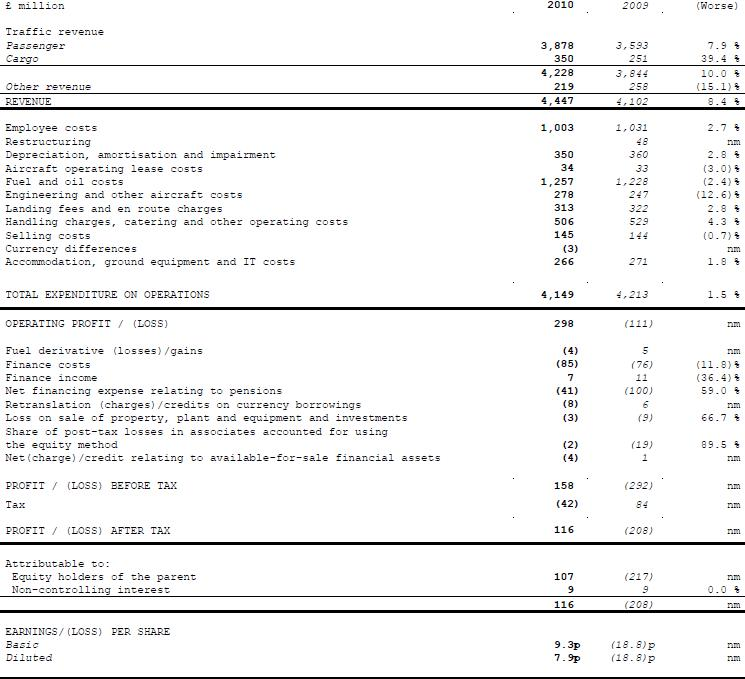 £ million 2010 2009 (Worse)
Traffic revenue
Passenger 3,878 3,593 7.9 %
Cargo 350 251 39.4 %
4,228 3,844 10.0 %
Other revenue 219 258 (15.1)%
REVENUE 4,447 4,102 8.4 %
Employee costs 1,003 1,031 2.7 %
Restructuring 48 nm
Depreciation, amortisation and impairment 350 360 2.8 %
Aircraft operating lease costs 34 33 (3.0)%
Fuel and oil costs 1,257 1,228 (2.4)%
Engineering and other aircraft costs 278 247 (12.6)%
Landing fees and en route charges 313 322 2.8 %
Handling charges, catering and other operating costs 506 529 4.3 %
Selling costs 145 144 (0.7)%
Currency differences (3) nm
Accommodation, ground equipment and IT costs 266 271 1.8 %
TOTAL EXPENDITURE ON OPERATIONS 4,149 4,213 1.5 %
OPERATING PROFIT / (LOSS) 298 (111) nm
Fuel derivative (losses)/gains (4) 5 nm
Finance costs (85) (76) (11.8)%
Finance income 7 11 (36.4)%
Net financing expense relating to pensions (41) (100) 59.0 %
Retranslation (charges)/credits on currency borrowings (8) 6 nm
Loss on sale of property, plant and equipment and investments (3) (9) 66.7 %
Share of post-tax losses in associates accounted for using
the equity method (2) (19) 89.5 %
Net(charge)/credit relating to available-for-sale financial assets (4) 1 nm
PROFIT / (LOSS) BEFORE TAX 158 (292) nm
Tax (42) 84 nm
PROFIT / (LOSS) AFTER TAX 116 (208) nm
Attributable to:
Equity holders of the parent 107 (217) nm
Non-controlling interest 9 9 0.0 %
116 (208) nm
EARNINGS/(LOSS) PER SHARE
Basic 9.3p (18.8)p nm
Diluted 7.9p (18.8)p nm